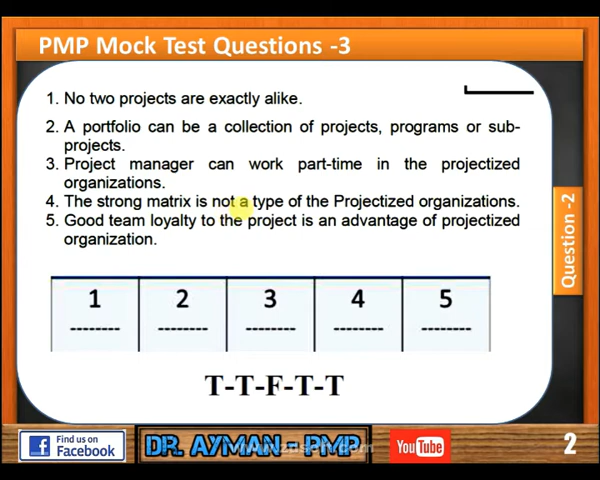 PMP Mock Test Questions -3
1. No two projects are exactly alike.
2. A portfolio can be a collection of projects, programs or sub-
projects.
3. Project manager can work part-time in the projectized
organizations.
4. The strong matrix is not a type of the Projectized organizations.
5. Good team loyalty to the project is an advantage of projectized
organization.
Question -2
1 2 3 4 5
-------- -------- -------- -------- --------
T-T-F-T-T
Find us on
Facebook
DR. AYMAN - PMP
YouTube
2